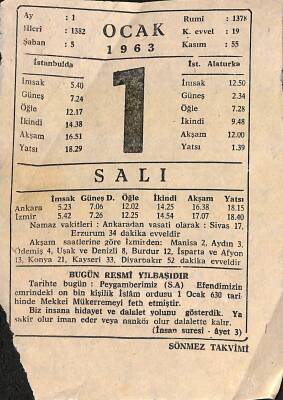 Ay : 1
Hicri : 1382
Şaban : 5
OCAK
1963
Rumi : 1378
K. evvel : 19
Kasım : 55
1
İstanbulda
İmsak 5.40
Güneş 7.24
Öğle 12.17
İkindi 14.38
Akşam 16.51
Yatsı 18.29
İst. Alaturka
İmsak 12.50
Güneş 2.34
Öğle 7.28
İkindi 9.48
Akşam 12.00
Yatsı 1.39
SALI
İmsak Güneş D. Öğle İkindi Akşam Yatsı
Ankara 5.23 7.06 12.02 14.25 16.38 18.15
İzmir 5.42 7.26 12.25 14.54 17.07 18.40
Namaz vakitleri : Ankaradan vasati olarak : Sivas 17,
Erzurum 34 dakika evveldir
Akşam saatlerine göre İzmirden: Manisa 2, Aydın 3,
Ödemiş 4, Uşak ve Denizli 8, Burdur 12, Isparta ve Afyon
13, Konya 21, Kayseri 33, Diyarbakır 52 dakika evveldir
BUGÜN RESMİ YILBAŞIDIR
Tarihte bugün : Peygamberimiz (S.A) Efendimizin
emrindeki on bin kişilik İslâm ordusu 1 Ocak 630 tari
hinde Mekkei Mükerremeyi feth etmiştir.
Biz insana hidayet ve dalalet yolunu gösterdik. Ya
şakir olur iman eder veya nankör olur dalalette kalır.
(İnsan suresi - âyet 3)
SÖNMEZ TAKVİMİ